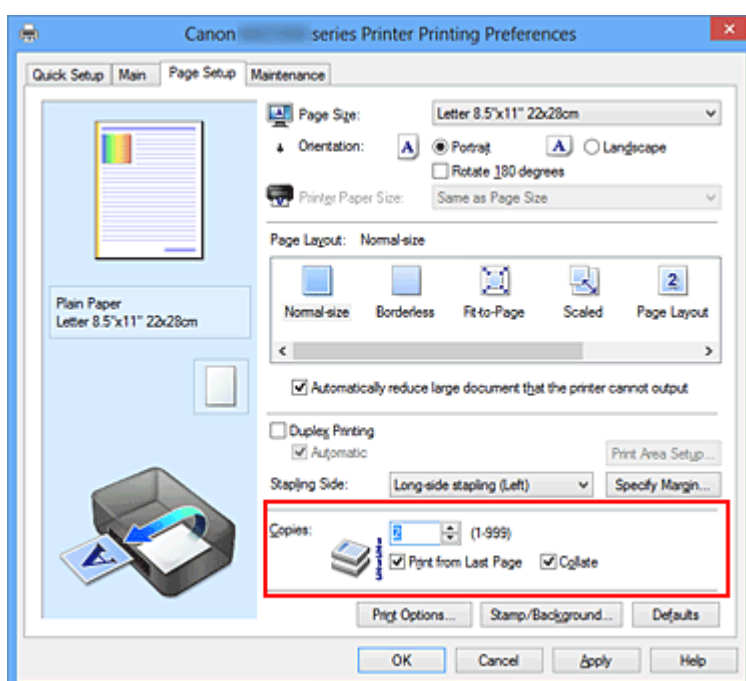 Canon series Printer Printing Preferences
Quick Setup Main Page Setup Maintenance
Page Size: Letter 8.5"x11" 22x28cm
Orientation: A Portrait A Landscape
Rotate 180 degrees
Printer Paper Size: Same as Page Size
Page Layout: Normal-size
2
Normal-size Borderless Fit-to-Page Scaled Page Layout
Plain Paper
Letter 8.5"x11" 22x28cm
Automatically reduce large document that the printer cannot output
Duplex Printing
Automatic Print Area Setup...
Stapling Side: Long-side stapling (Left) Specify Margin...
Copies: 2 (1-999)
Print from Last Page Collate
A
Print Options... Stamp/Background... Defaults
OK Cancel Apply Help